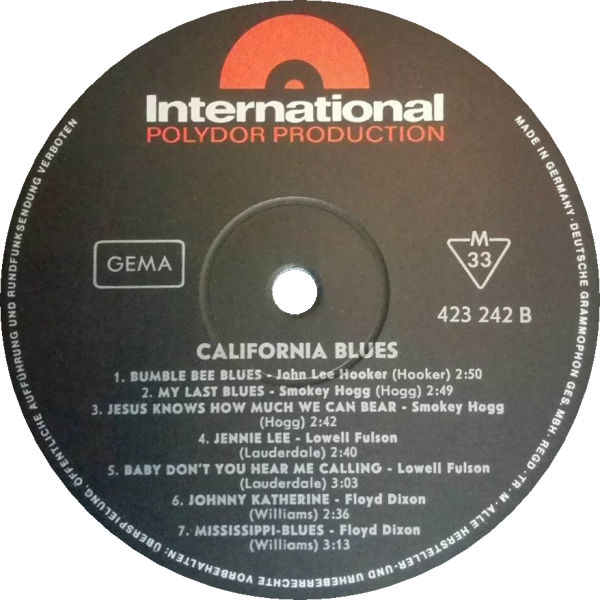 International
POLYDOR PRODUCTION
GEMA
M
33
423 242 B
CALIFORNIA BLUES
1. BUMBLE BEE BLUES - John Lee Hooker (Hooker) 2:50
2. MY LAST BLUES - Smokey Hogg (Hogg) 2:49
3. JESUS KNOWS HOW MUCH WE CAN BEAR - Smokey Hogg
(Hogg) 2:42
4. JENNIE LEE - Lowell Fulson
(Lauderdale) 2:40
5. BABY DON'T YOU HEAR ME CALLING - Lowell Fulson
(Lauderdale) 3:03
6. JOHNNY KATHERINE - Floyd Dixon
(Williams) 2:36
7. MISSISSIPPI-BLUES - Floyd Dixon
(Williams) 3:13
MADE IN GERMANY · DEUTSCHE GRAMMOPHON GES. MBH · REGD · TR · M · ALLE HERSTELLER- UND URHEBERRECHTE VORBEHALTEN: ÜBERSPIELUNG, ÖFFENTLICHE AUFFÜHRUNG UND RUNDFUNKSENDUNG VERBOTEN